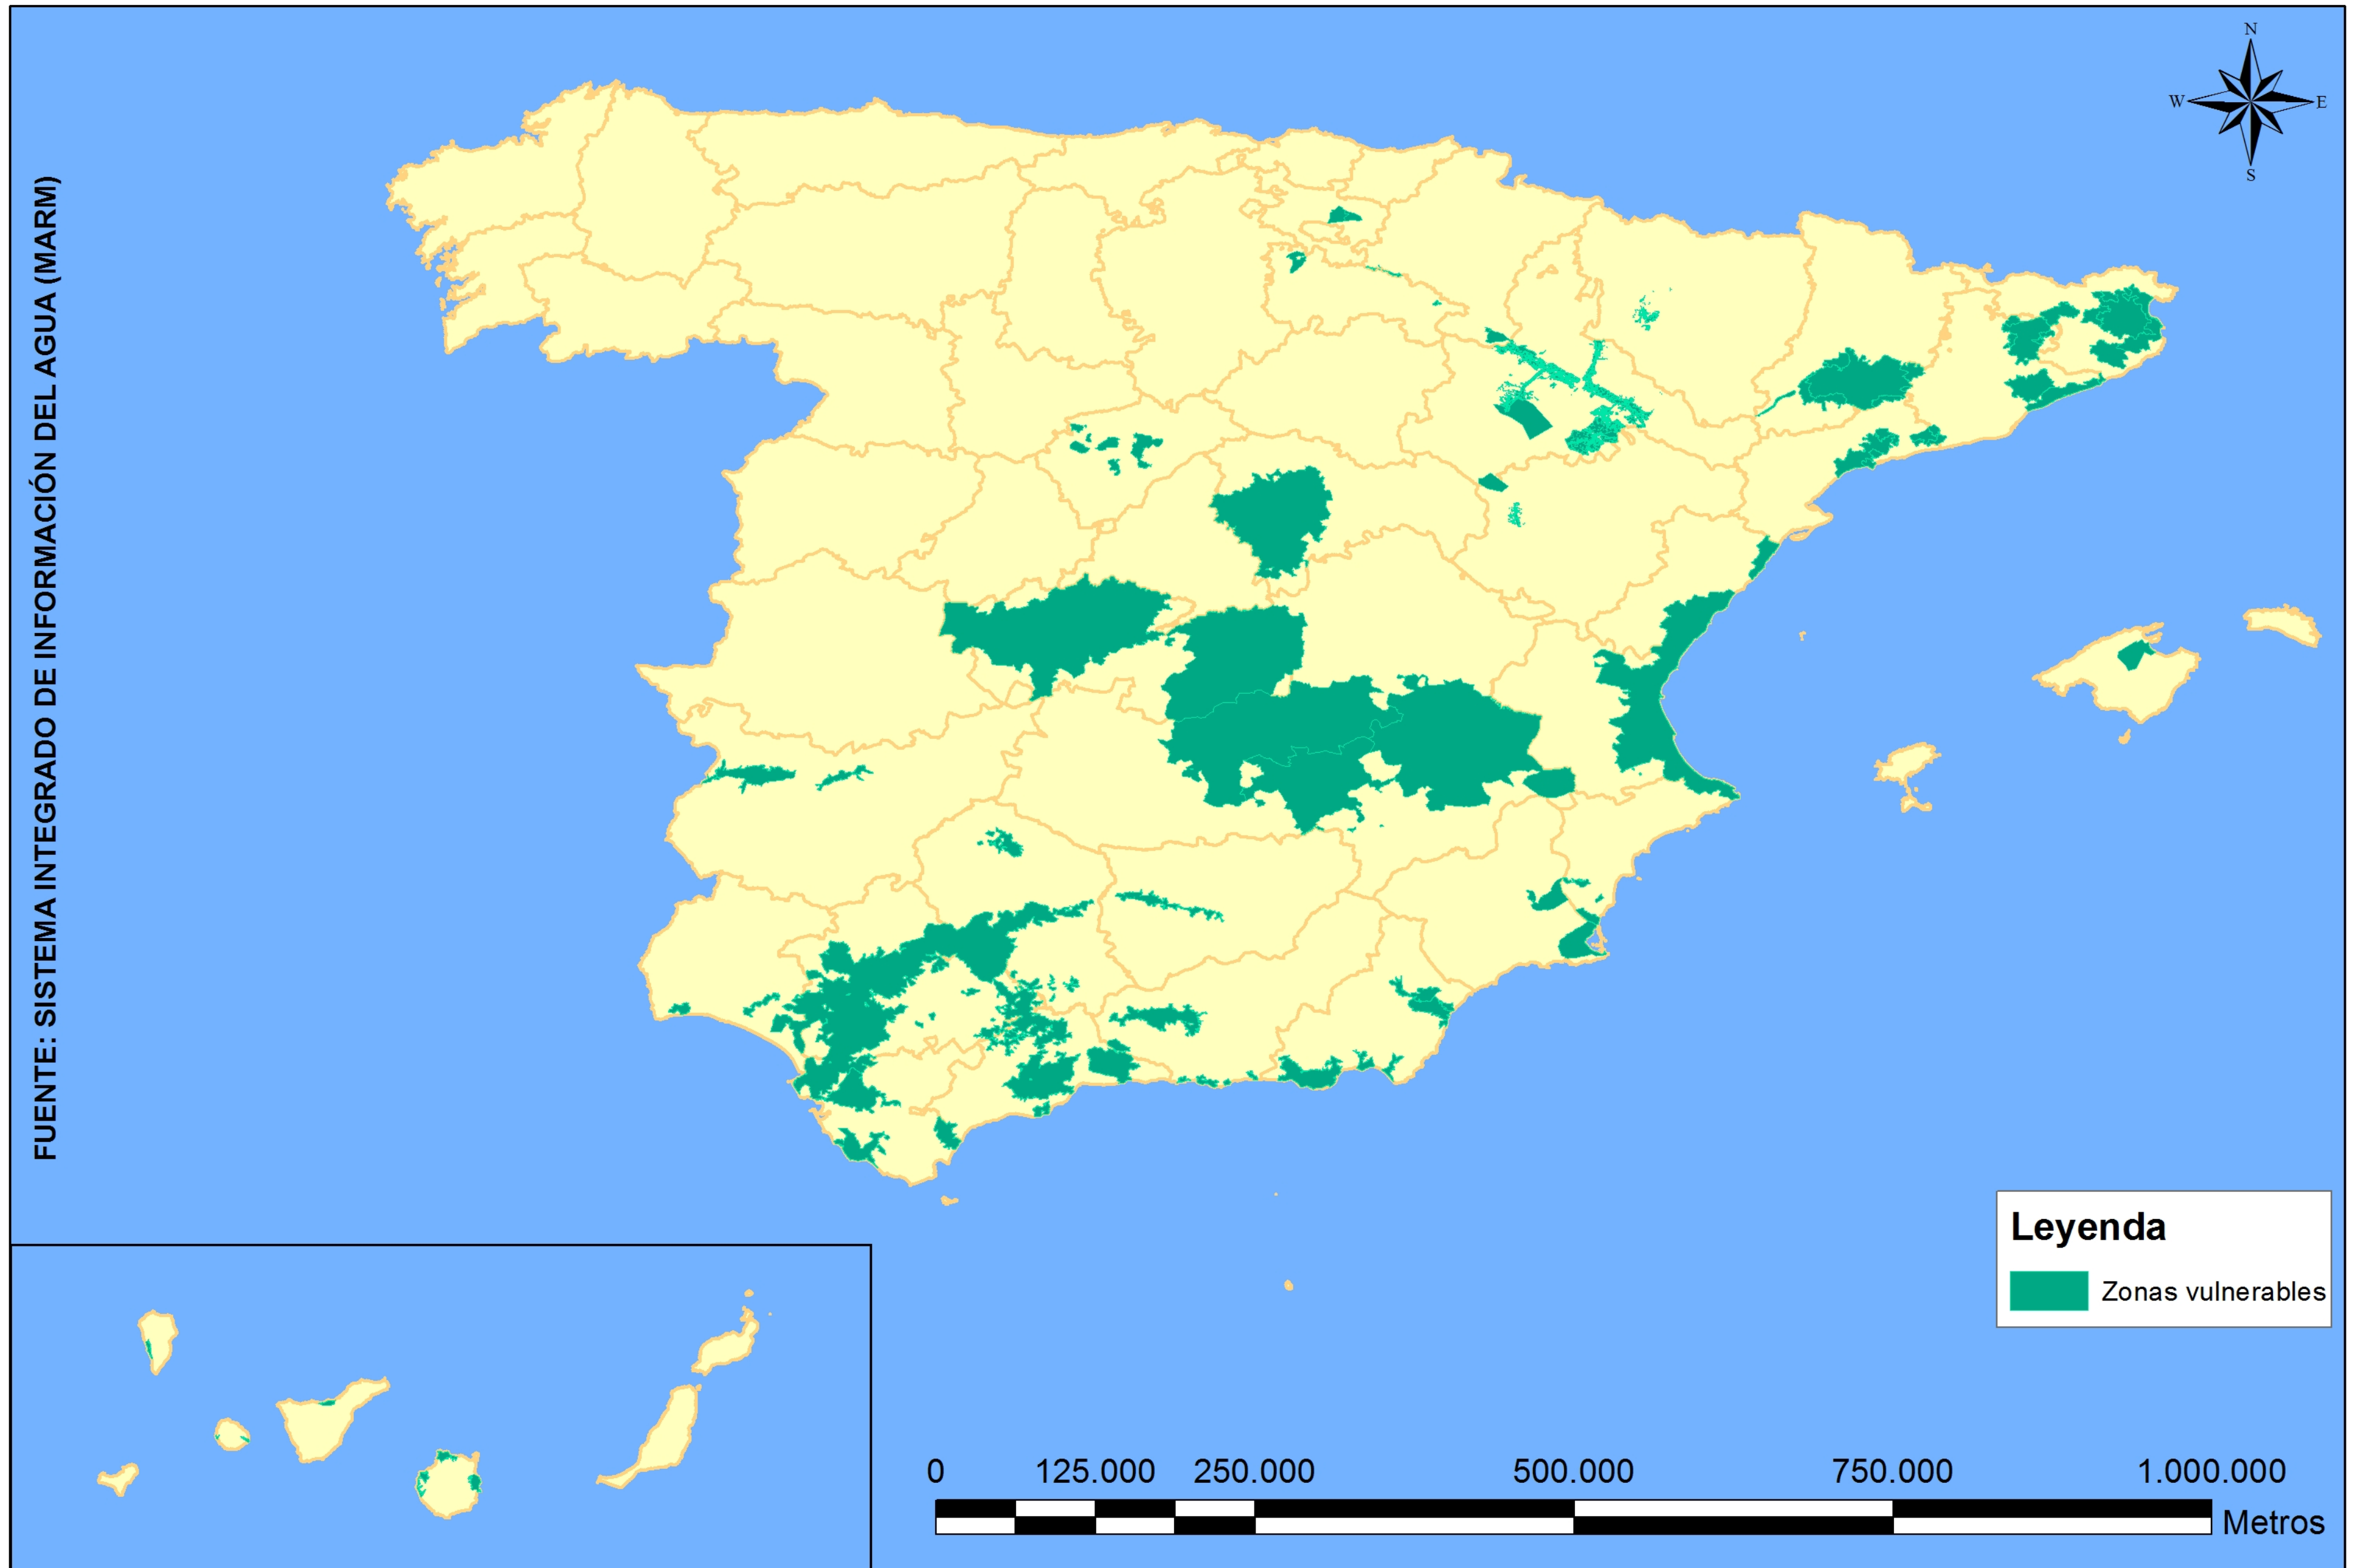 FUENTE: SISTEMA INTEGRADO DE INFORMACIÓN DEL AGUA (MARM)
N
W E
S
Leyenda
Zonas vulnerables
0 125.000 250.000 500.000 750.000 1.000.000
Metros